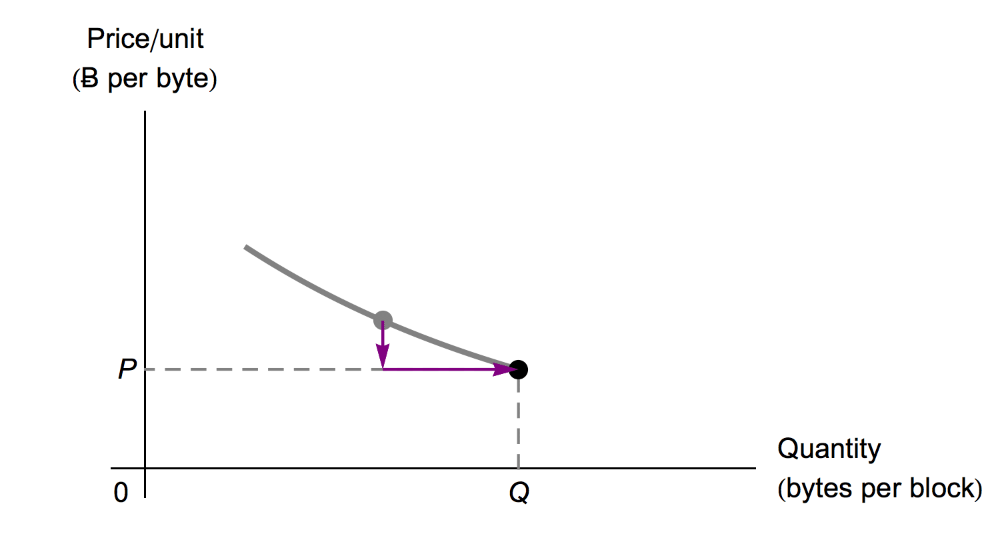 Price/unit
(Ƀ per byte)
P
Quantity
(bytes per block)
0
Q